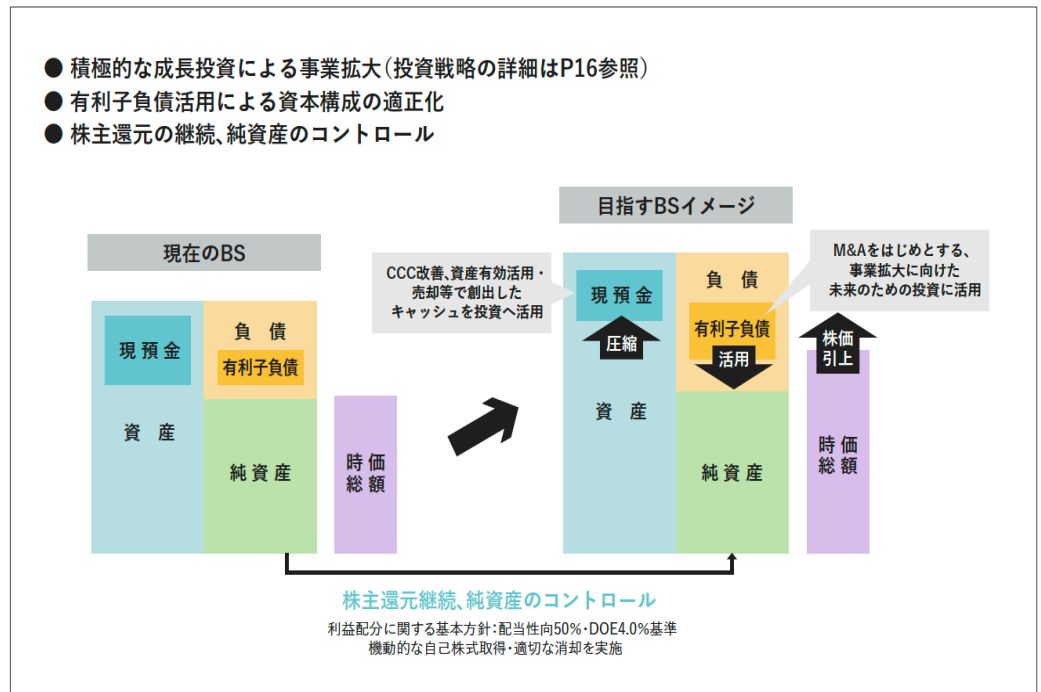 ● 積極的な成長投資による事業拡大（投資戦略の詳細はP16参照）
● 有利子負債活用による資本構成の適正化
● 株主還元の継続、純資産のコントロール
現在のBS
現預金
資 産
負 債
有利子負債
純資産
時価
総額
目指すBSイメージ
CCC改善、資産有効活用・
売却等で創出した
キャッシュを投資へ活用
現預金
圧縮
資 産
負 債
有利子負債
活用
純資産
M&Aをはじめとする、
事業拡大に向けた
未来のための投資に活用
株価
引上
時価
総額
株主還元継続、純資産のコントロール
利益配分に関する基本方針：配当性向50%・DOE4.0%基準
機動的な自己株式取得・適切な消却を実施